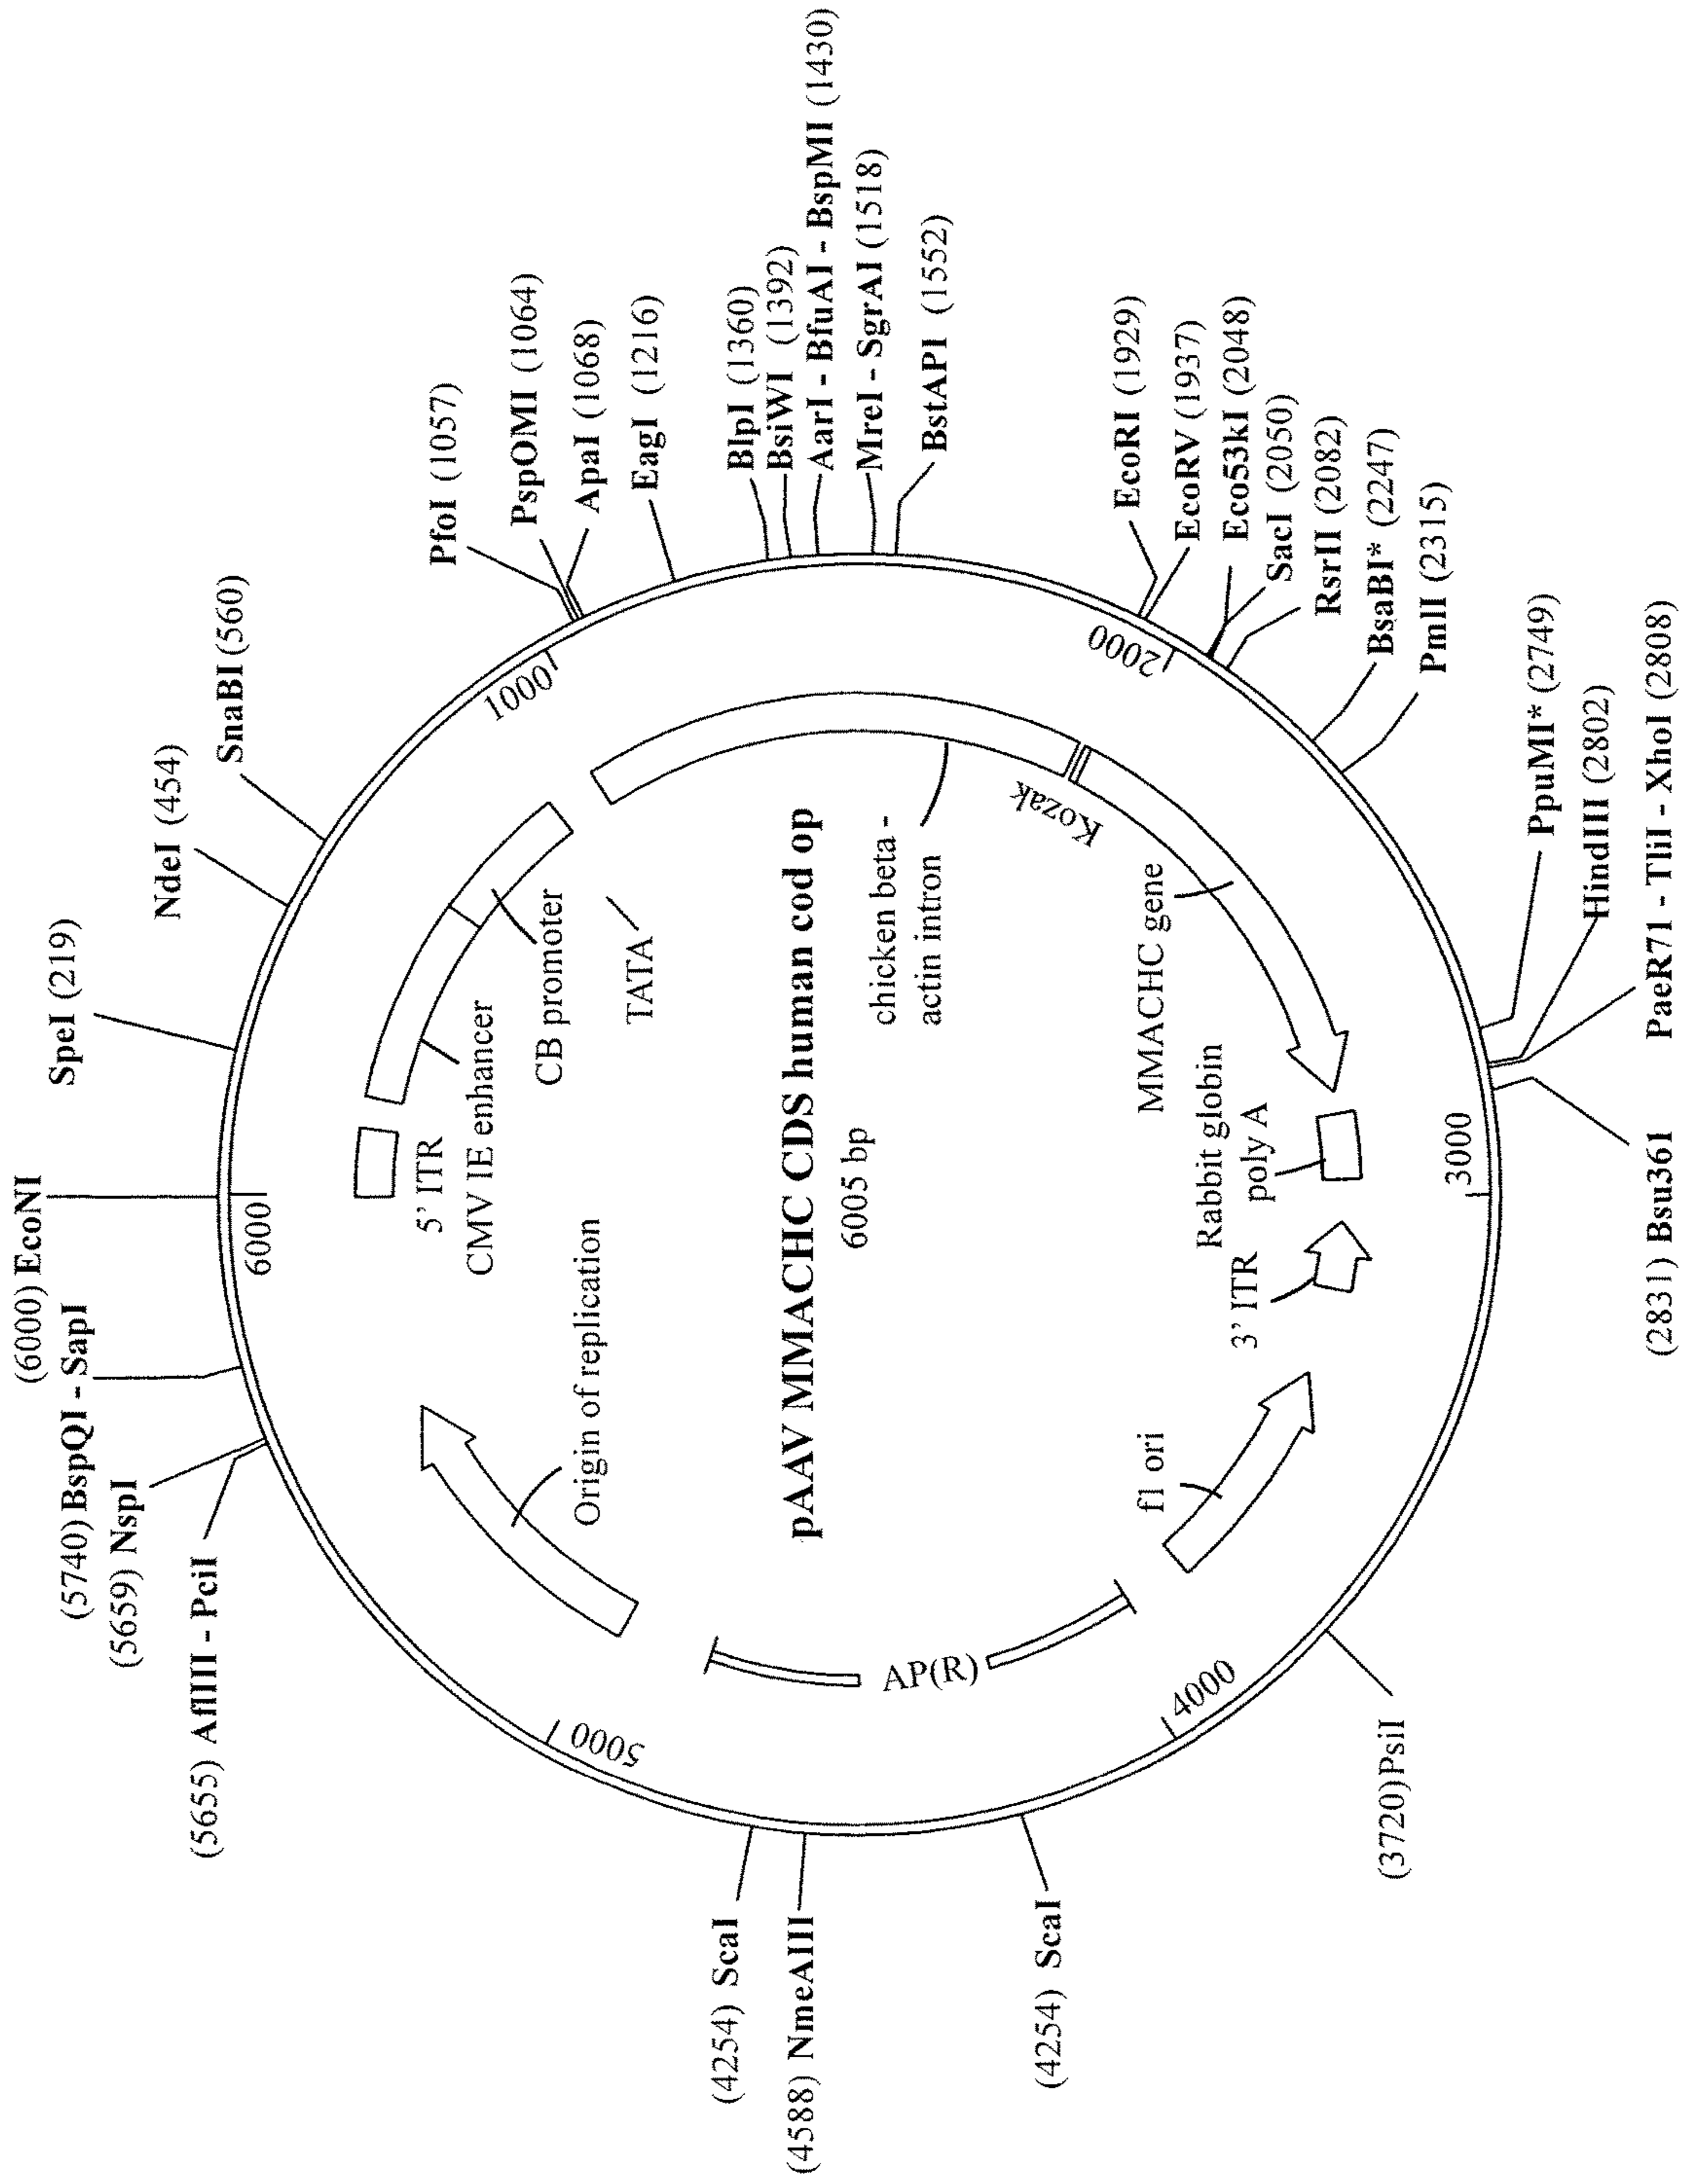 pAAV MMACHC CDS human cod op
6005 bp
(6000) EcoNI
SpeI (219)
NdeI (454)
SnaBI (560)
PfoI (1057)
PspOMI (1064)
ApaI (1068)
EagI (1216)
BlpI (1360)
BsiWI (1392)
AarI - BfuAI - BspMI (1430)
MreI - SgrAI (1518)
BstAPI (1552)
EcoRI (1929)
EcoRV (1937)
Eco53kI (2048)
SacI (2050)
RsrII (2082)
BsaBI* (2247)
PmlI (2315)
PpuMI* (2749)
HindIII (2802)
PaeR71 - TliI - XhoI (2808)
(2831) Bsu361
(3720)PsiI
(4254) ScaI
(4588) NmeAIII
(4254) ScaI
(5655) AflIII - PciI
(5659) NspI
(5740) BspQI - SapI
6000
1000
2000
3000
4000
5000
5' ITR
CMV IE enhancer
CB promoter
TATA
chicken beta -
actin intron
Kozak
MMACHC gene
Rabbit globin
poly A
3' ITR
f1 ori
AP(R)
Origin of replication